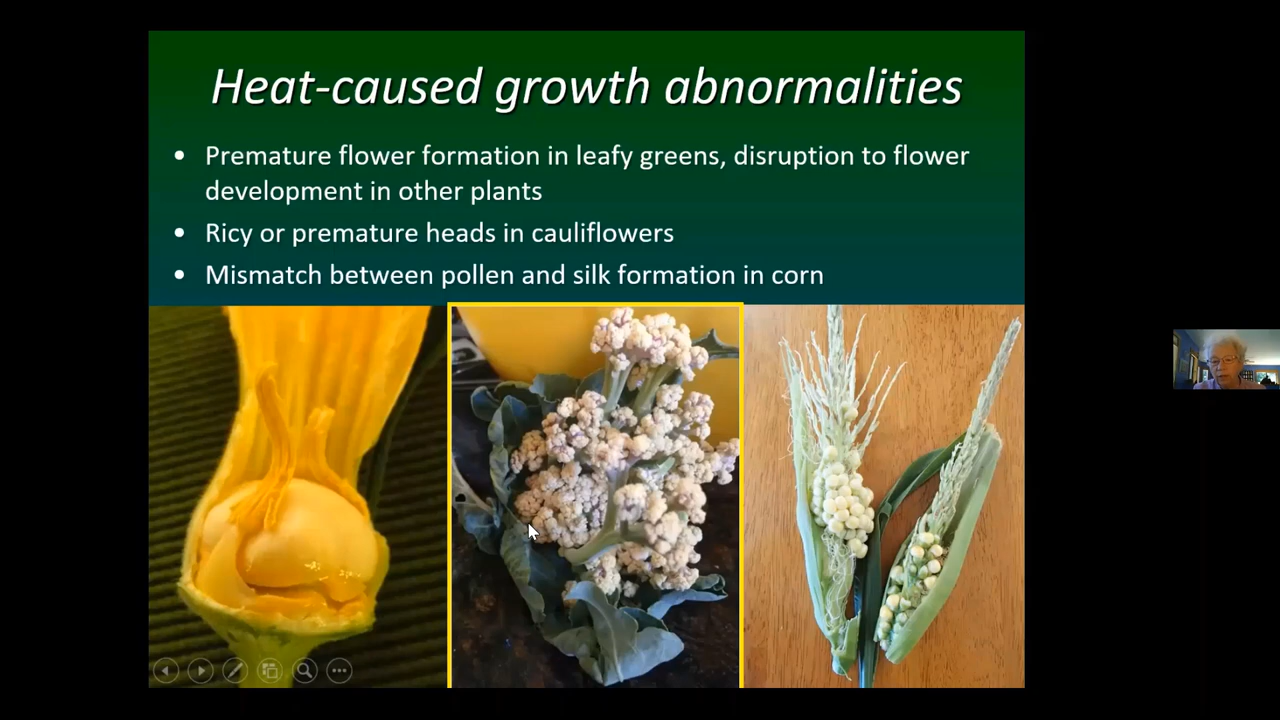 Heat-caused growth abnormalities
• Premature flower formation in leafy greens, disruption to flower
development in other plants
• Ricy or premature heads in cauliflowers
• Mismatch between pollen and silk formation in corn